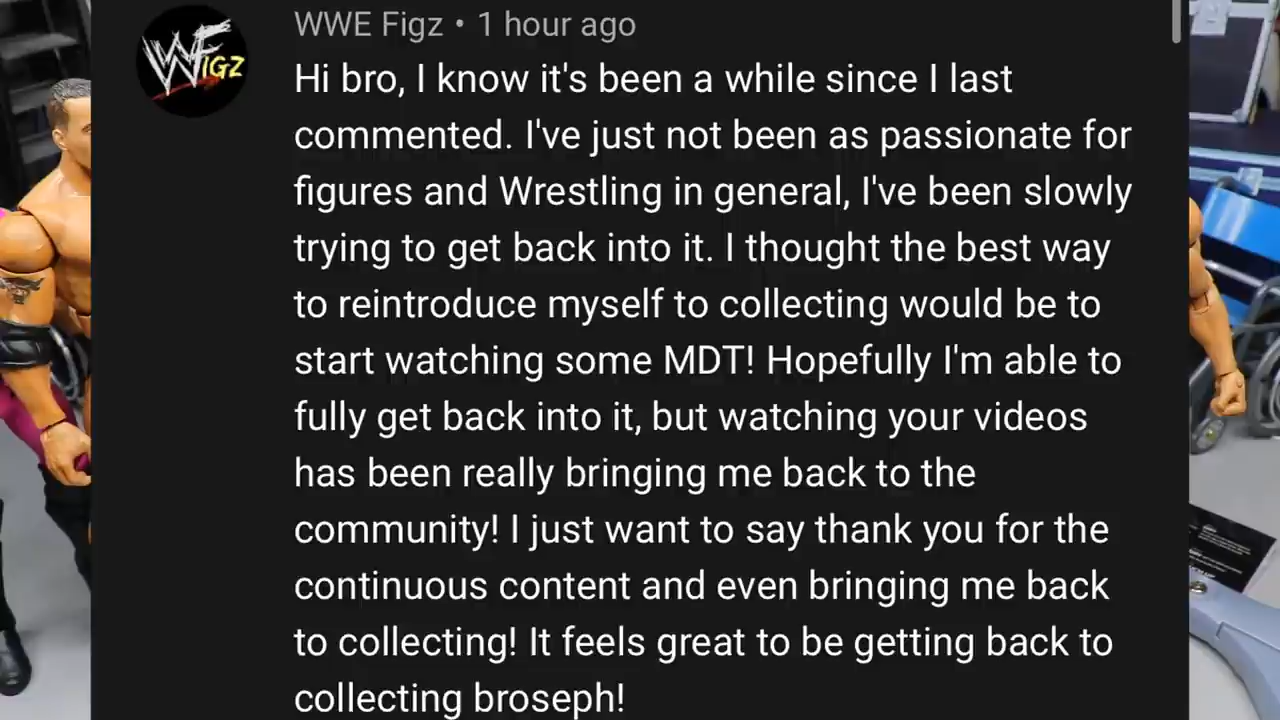 WWE Figz • 1 hour ago
WFIGZ
Hi bro, I know it's been a while since I last
commented. I've just not been as passionate for
figures and Wrestling in general, I've been slowly
trying to get back into it. I thought the best way
to reintroduce myself to collecting would be to
start watching some MDT! Hopefully I'm able to
fully get back into it, but watching your videos
has been really bringing me back to the
community! I just want to say thank you for the
continuous content and even bringing me back
to collecting! It feels great to be getting back to
collecting broseph!